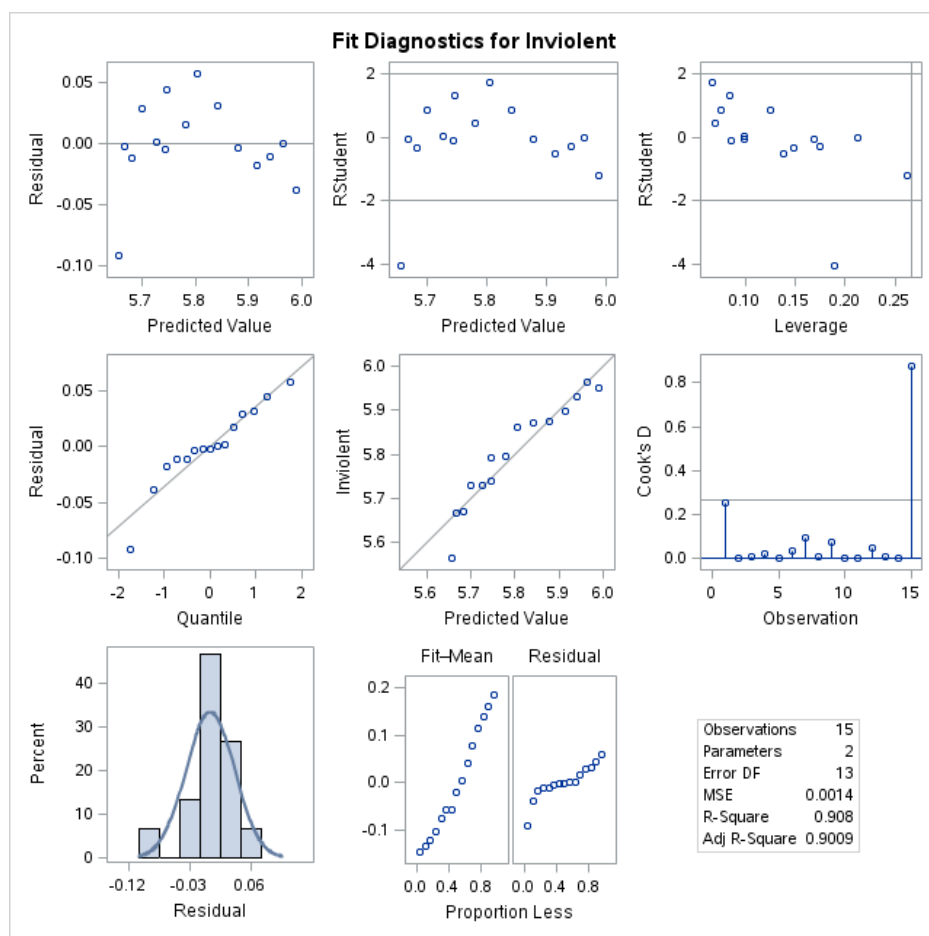 Fit Diagnostics for Inviolent
0.05
0.00
-0.05
-0.10
Residual
5.7 5.8 5.9 6.0
Predicted Value
2
0
-2
-4
RStudent
5.7 5.8 5.9 6.0
Predicted Value
2
0
-2
-4
RStudent
0.10 0.15 0.20 0.25
Leverage
0.05
0.00
-0.05
-0.10
Residual
-2 -1 0 1 2
Quantile
6.0
5.9
5.8
5.7
5.6
Inviolent
5.6 5.7 5.8 5.9 6.0
Predicted Value
0.8
0.6
0.4
0.2
0.0
Cook's D
0 5 10 15
Observation
40
30
20
10
0
Percent
-0.12 -0.03 0.06
Residual
Fit–Mean Residual
0.2
0.1
0.0
-0.1
0.0 0.4 0.8 0.0 0.4 0.8
Proportion Less
Observations 15
Parameters 2
Error DF 13
MSE 0.0014
R-Square 0.908
Adj R-Square 0.9009